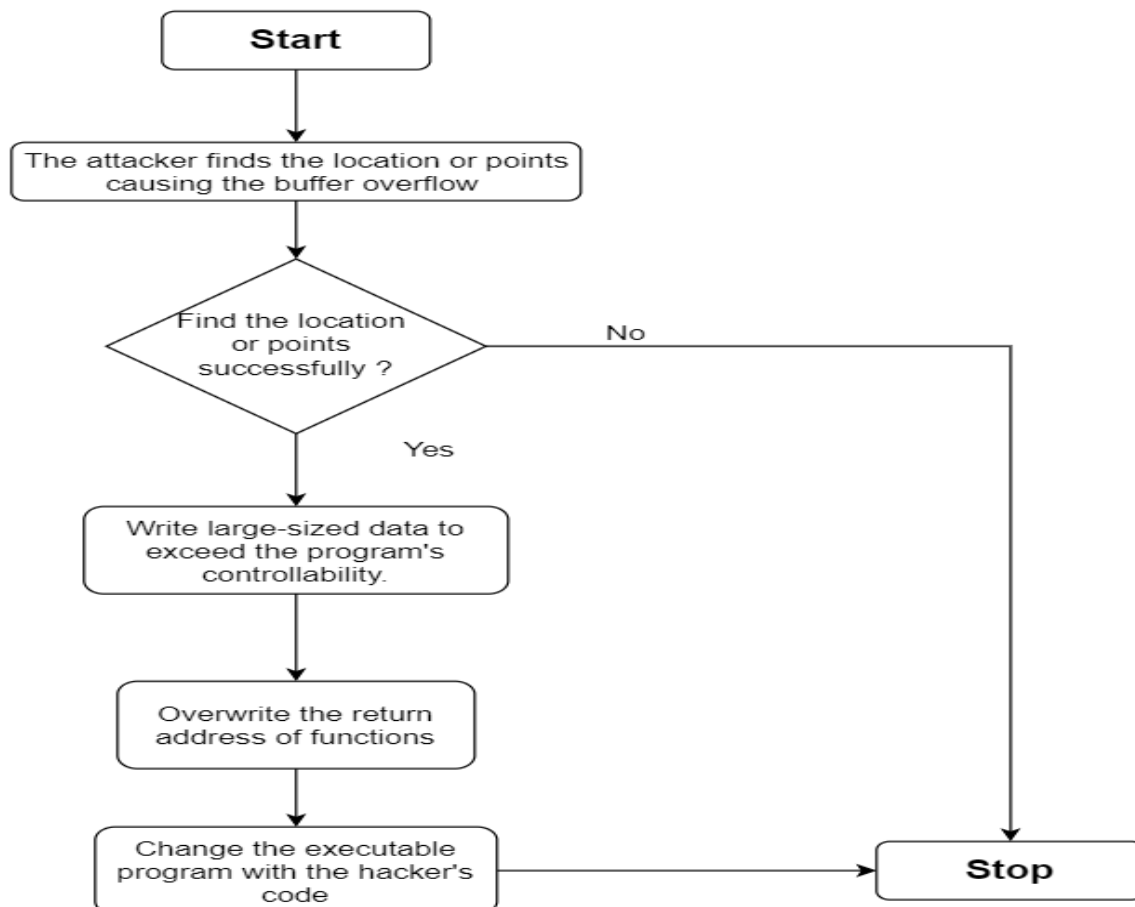 Start
The attacker finds the location or points
causing the buffer overflow
Find the location
or points
successfully ?
No
Yes
Write large-sized data to
exceed the program's
controllability.
Overwrite the return
address of functions
Change the executable
program with the hacker's
code
Stop